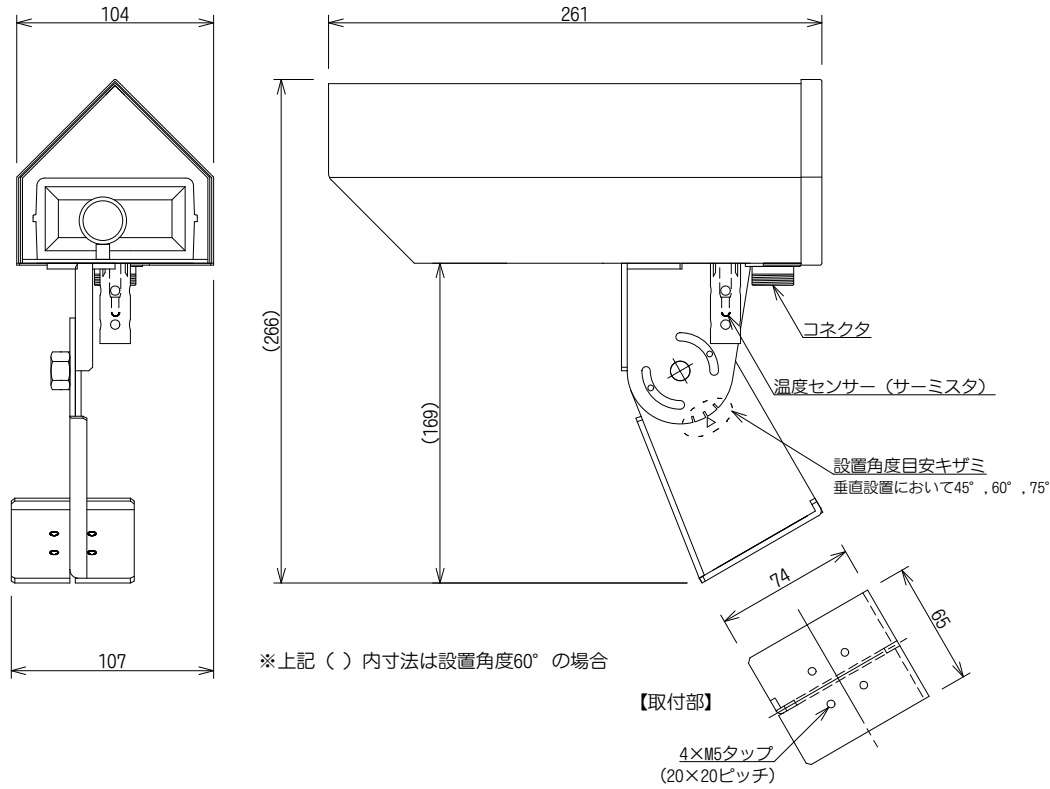 104
261
(266)
(169)
コネクタ
温度センサー（サーミスタ）
設置角度目安キザミ
垂直設置において45°,60°,75°
74
65
107
※上記（ ）内寸法は設置角度60°の場合
【取付部】
4×M5タップ
(20×20ピッチ)